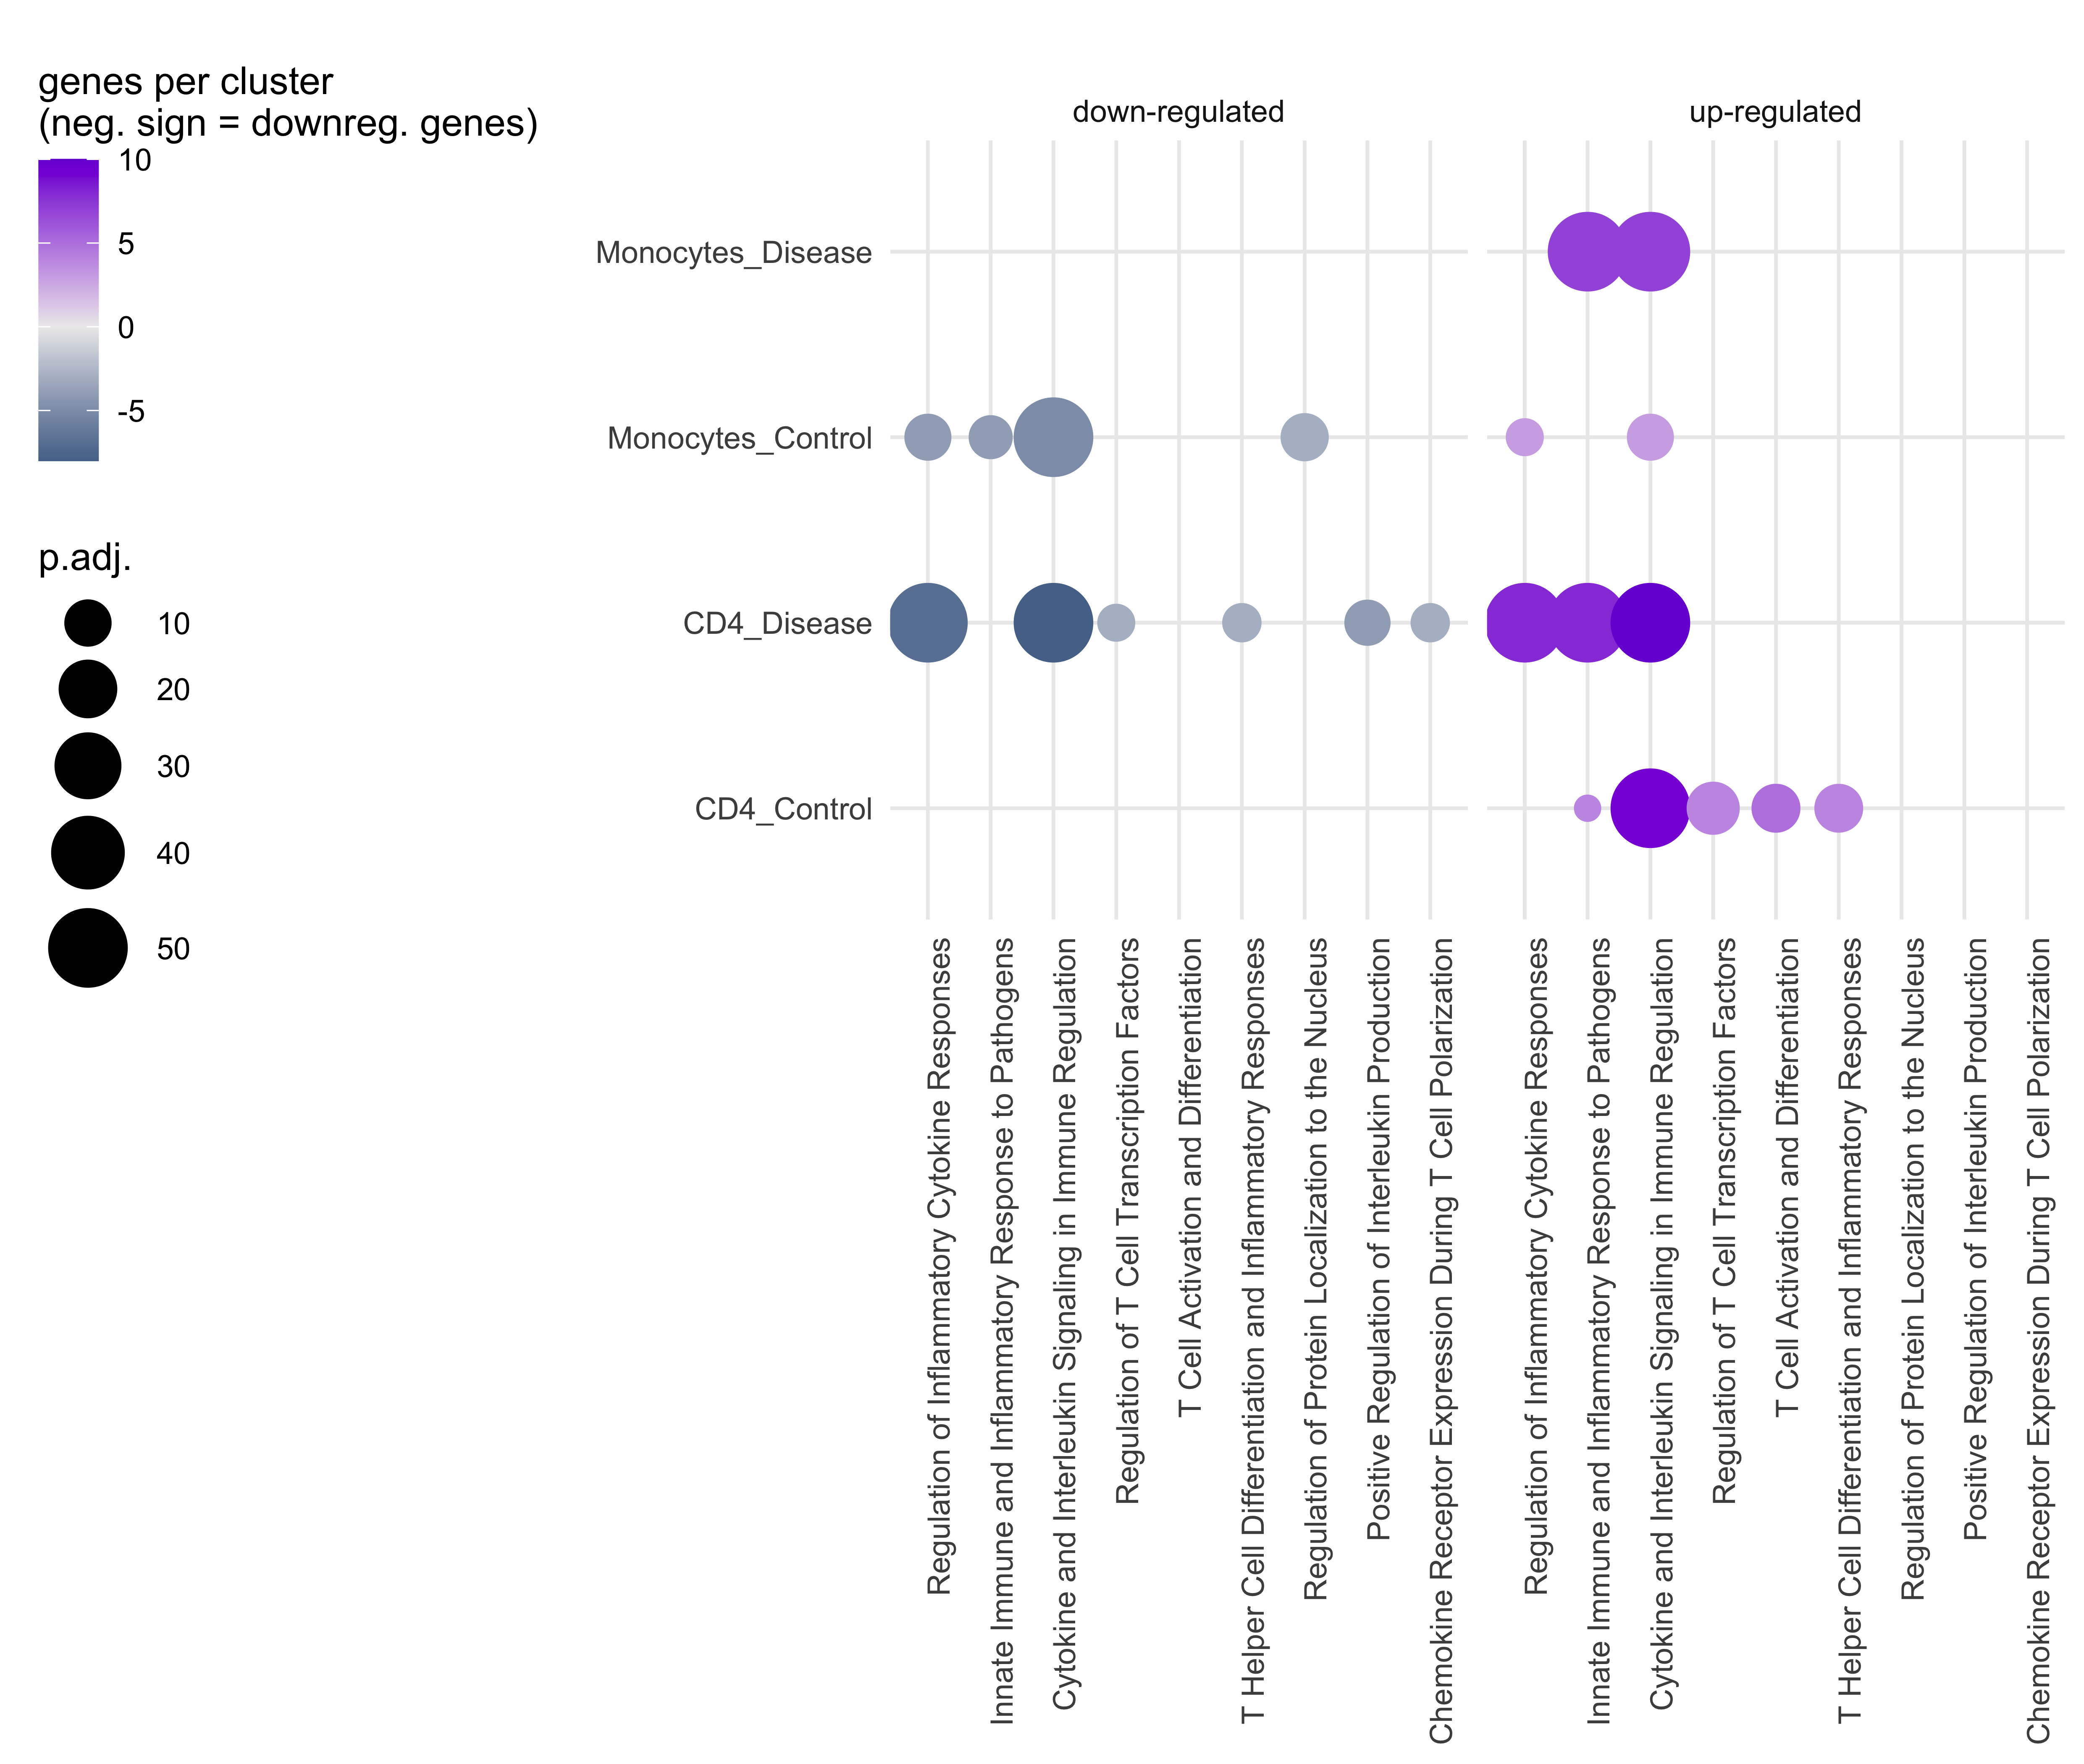 genes per cluster
(neg. sign = downreg. genes)
10
5
0
-5
p.adj.
10
20
30
40
50
down-regulated
up-regulated
Monocytes_Disease
Monocytes_Control
CD4_Disease
CD4_Control
Regulation of Inflammatory Cytokine Responses
Innate Immune and Inflammatory Response to Pathogens
Cytokine and Interleukin Signaling in Immune Regulation
Regulation of T Cell Transcription Factors
T Cell Activation and Differentiation
T Helper Cell Differentiation and Inflammatory Responses
Regulation of Protein Localization to the Nucleus
Positive Regulation of Interleukin Production
Chemokine Receptor Expression During T Cell Polarization
Regulation of Inflammatory Cytokine Responses
Innate Immune and Inflammatory Response to Pathogens
Cytokine and Interleukin Signaling in Immune Regulation
Regulation of T Cell Transcription Factors
T Cell Activation and Differentiation
T Helper Cell Differentiation and Inflammatory Responses
Regulation of Protein Localization to the Nucleus
Positive Regulation of Interleukin Production
Chemokine Receptor Expression During T Cell Polarization